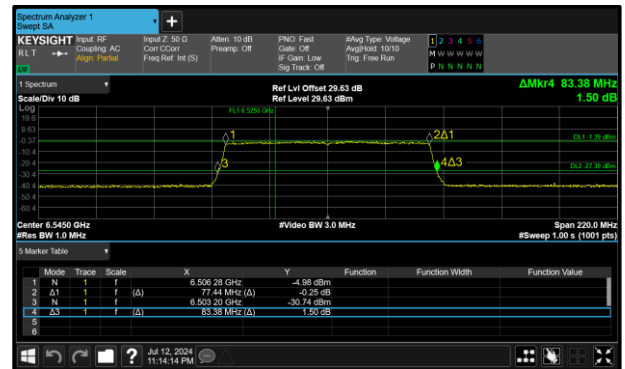 Spectrum Analyzer 1
Swept SA
+
KEYSIGHT Input: RF Input Z: 50 Ω Atten: 10 dB PNO: Fast #Avg Type: Voltage 1 2 3 4 5 6
RLT Coupling: AC Corr CCorr Preamp: Off Gate: Off Avg|Hold: 10/10 M W W W W W
Align: Partial Freq Ref: Int (S) IF Gain: Low Trig: Free Run
Sig Track: Off P N N N N N
1 Spectrum
Scale/Div 10 dB
Ref Lvl Offset 29.63 dB
Ref Level 29.63 dBm
ΔMkr4 83.38 MHz
1.50 dB
Log
FL1 6.5250 GHz
19.6
9.63
-0.37
-10.4
-20.4
-30.4
-40.4
-50.4
-60.4
1
2Δ1
3
4Δ3
DL1 -1.39 dBm
DL2 -27.39 dBm
Center 6.5450 GHz #Video BW 3.0 MHz Span 220.0 MHz
#Res BW 1.0 MHz #Sweep 1.00 s (1001 pts)
5 Marker Table
Mode Trace Scale X Y Function Function Width Function Value
1 N 1 f 6.506 28 GHz -4.98 dBm
2 Δ1 1 f (Δ) 77.44 MHz (Δ) -0.25 dB
3 N 1 f 6.503 20 GHz -30.74 dBm
4 Δ3 1 f (Δ) 83.38 MHz (Δ) 1.50 dB
5
6
? Jul 12, 2024
11:14:14 PM